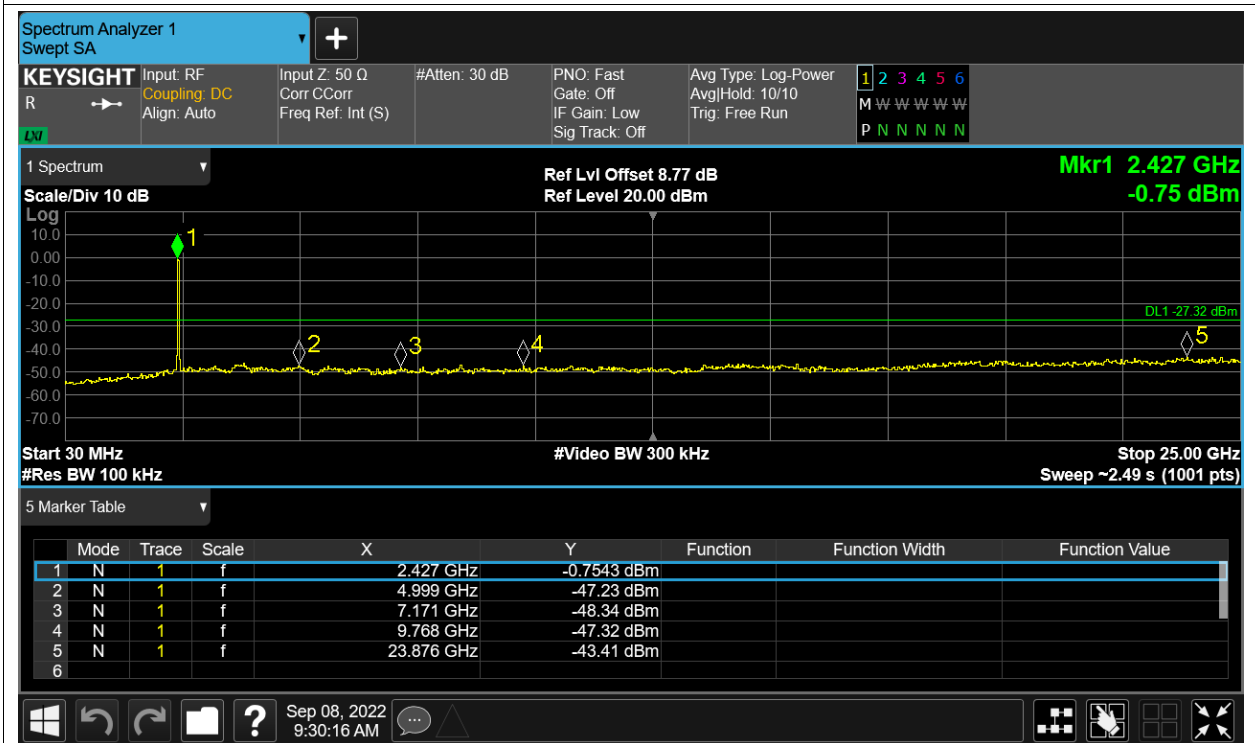 Spectrum Analyzer 1
Swept SA
KEYSIGHT Input: RF Input Z: 50 Ω #Atten: 30 dB PNO: Fast Avg Type: Log-Power 1 2 3 4 5 6
R Coupling: DC Corr CCorr Gate: Off Avg|Hold: 10/10 M W W W W W
Align: Auto Freq Ref: Int (S) IF Gain: Low Trig: Free Run
LXI Sig Track: Off P N N N N N
1 Spectrum Ref Lvl Offset 8.77 dB Mkr1 2.427 GHz
Scale/Div 10 dB Ref Level 20.00 dBm -0.75 dBm
Log
10.0 1
0.00
-10.0
-20.0
DL1 -27.32 dBm
-30.0
-40.0 2 3 4 5
-50.0
-60.0
-70.0
Start 30 MHz #Video BW 300 kHz Stop 25.00 GHz
#Res BW 100 kHz Sweep ~2.49 s (1001 pts)
5 Marker Table
Mode Trace Scale X Y Function Function Width Function Value
1 N 1 f 2.427 GHz -0.7543 dBm
2 N 1 f 4.999 GHz -47.23 dBm
3 N 1 f 7.171 GHz -48.34 dBm
4 N 1 f 9.768 GHz -47.32 dBm
5 N 1 f 23.876 GHz -43.41 dBm
6
? Sep 08, 2022
9:30:16 AM